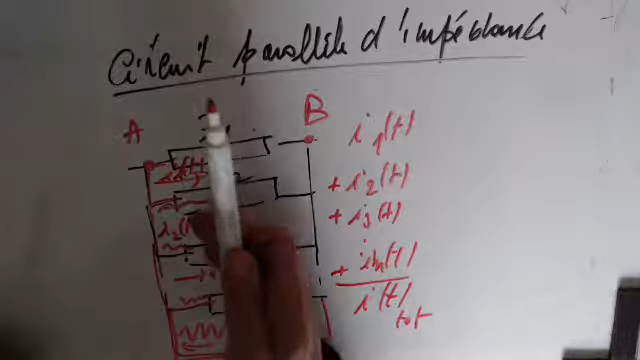 Circuit parallèle d'impédance
A
B
i1(t)
+ i2(t)
+ i3(t)
+ in(t)
i(t)
tot